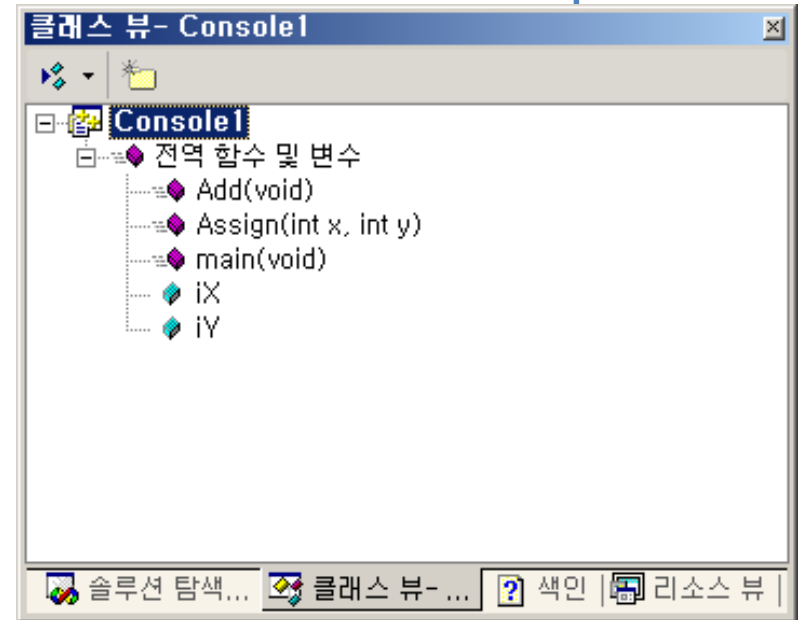 클래스 뷰- Console1
Console1
전역 함수 및 변수
Add(void)
Assign(int x, int y)
main(void)
iX
iY
솔루션 탐색... 클래스 뷰- ... 색인 리소스 뷰